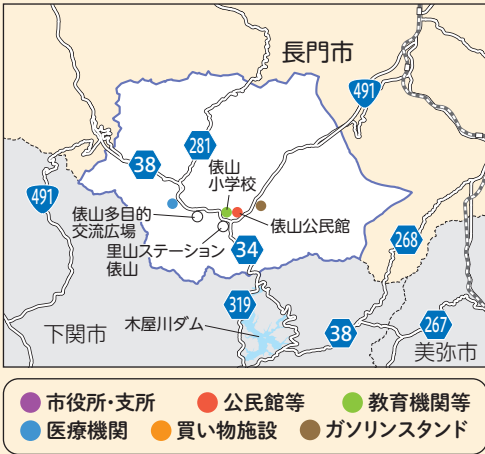 長門市
491
281
38
俵山
小学校
491
俵山多目的
交流広場
俵山公民館
里山ステーション
俵山
34
268
319
木屋川ダム
38
267
下関市
美弥市
市役所・支所
公民館等
教育機関等
医療機関
買い物施設
ガソリンスタンド